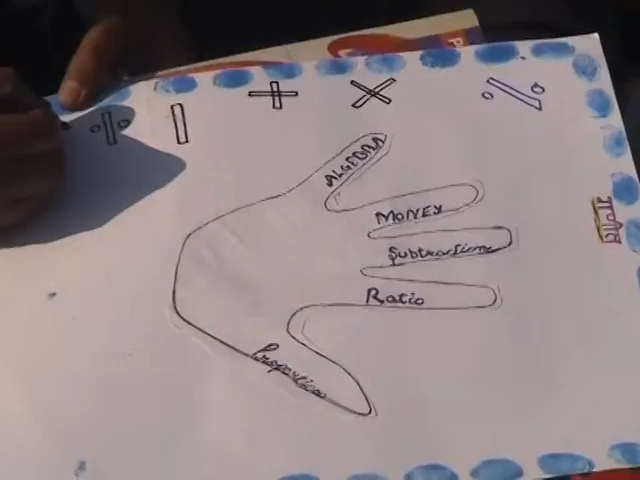 ÷ − + × %
ALGEBRA
MONEY
Subtraction
Ratio
Proportion